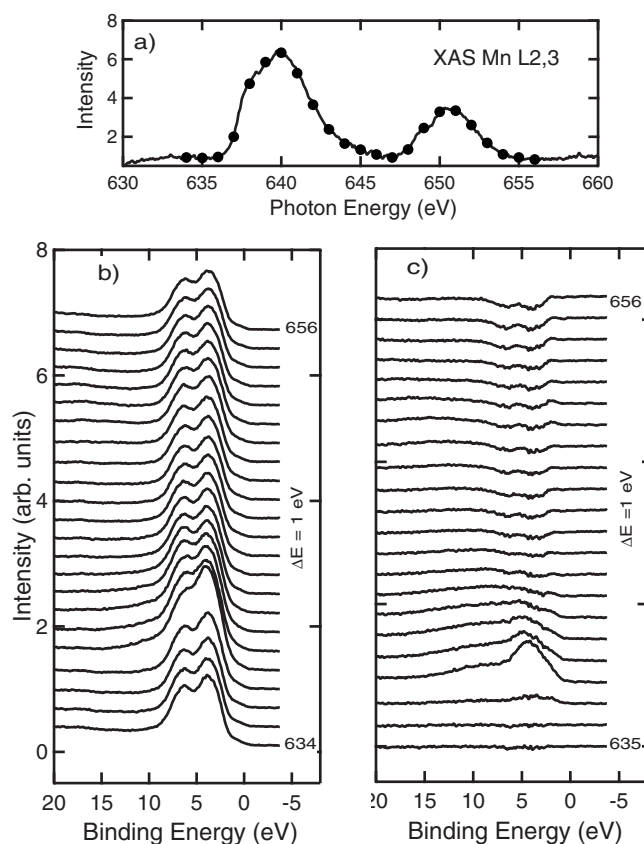 a)
XAS Mn L2,3
Intensity
8
6
4
2
630
635
640
645
650
655
660
Photon Energy (eV)
b)
c)
8
6
4
2
0
Intensity (arb. units)
656
ΔE = 1 eV
634
656
ΔE =1 eV
635
20 15 10 5 0 -5
20 15 10 5 0 -5
Binding Energy (eV)
Binding Energy (eV)